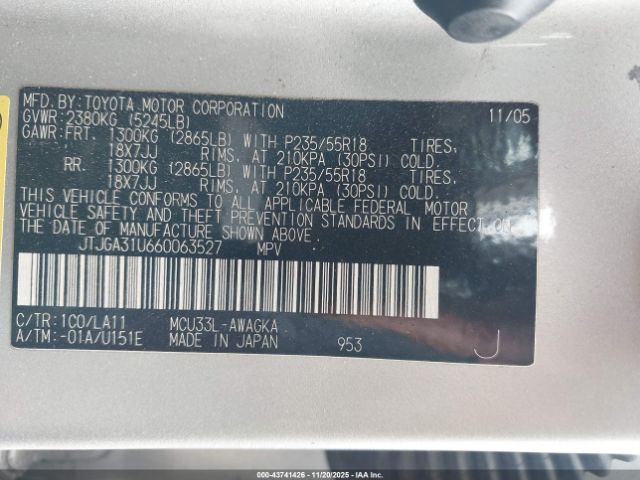 MFD. BY: TOYOTA MOTOR CORPORATION 11/05
GVWR: 2380KG (5245LB)
GAWR: FRT. 1300KG (2865LB) WITH P235/55R18 TIRES,
18X7JJ RIMS, AT 210KPA (30PSI) COLD.
RR. 1300KG (2865LB) WITH P235/55R18 TIRES,
18X7JJ RIMS, AT 210KPA (30PSI) COLD.
THIS VEHICLE CONFORMS TO ALL APPLICABLE FEDERAL MOTOR
VEHICLE SAFETY AND THEFT PREVENTION STANDARDS IN EFFECT ON
THE DATE OF MANUFACTURE SHOWN ABOVE.
JTJGA31U660063527 MPV
C/TR: 1C0/LA11 MCU33L-AWAGKA
A/TM: -01A/U151E MADE IN JAPAN 953 J
000-43741426 - 11/20/2025 - IAA Inc.